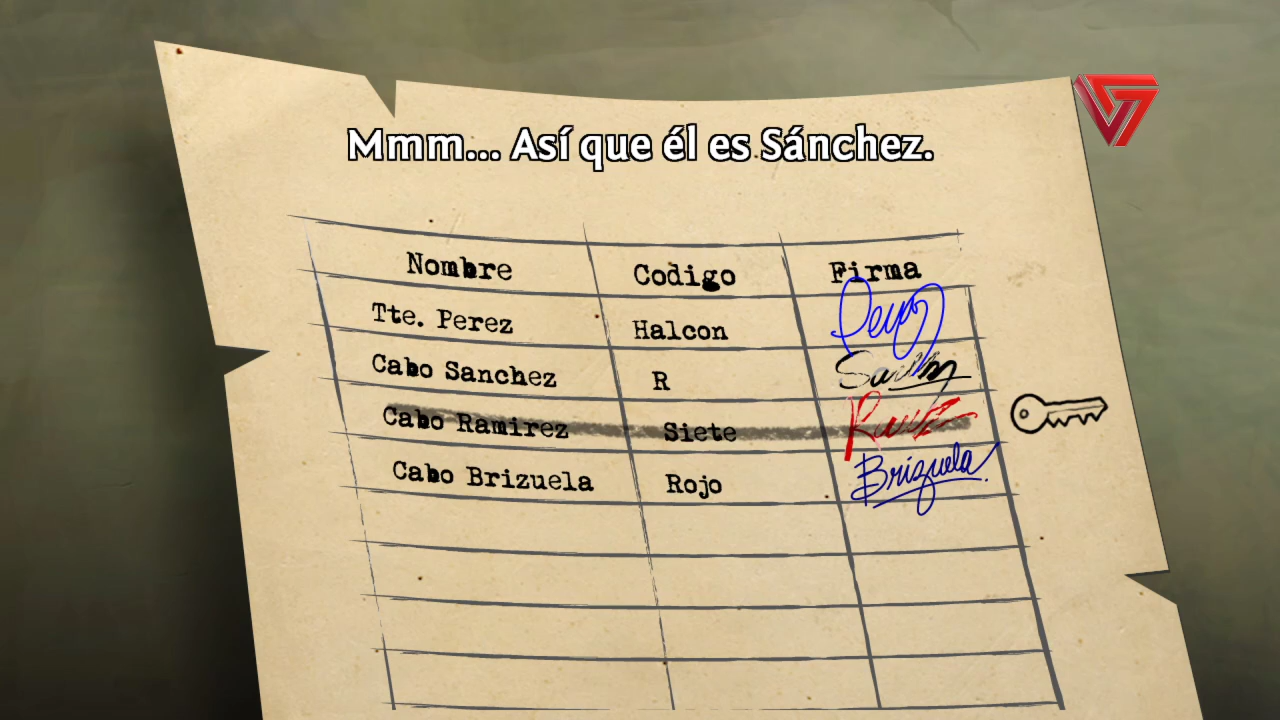 Mmm... Así que él es Sánchez.
Nombre Codigo Firma
Tte. Perez Halcon Perez
Cabo Sanchez R
Cabo Ramirez Siete
Cabo Brizuela Rojo Brizuela